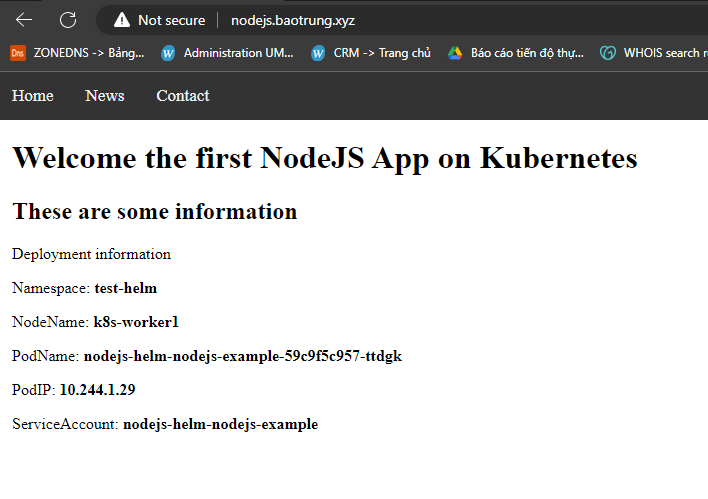 Not secure | nodejs.baotrung.xyz
Dns ZONEDNS -> Bảng... Administration UM... CRM -> Trang chủ Báo cáo tiến độ thự... WHOIS search r
Home News Contact
Welcome the first NodeJS App on Kubernetes
These are some information
Deployment information
Namespace: test-helm
NodeName: k8s-worker1
PodName: nodejs-helm-nodejs-example-59c9f5c957-ttdgk
PodIP: 10.244.1.29
ServiceAccount: nodejs-helm-nodejs-example